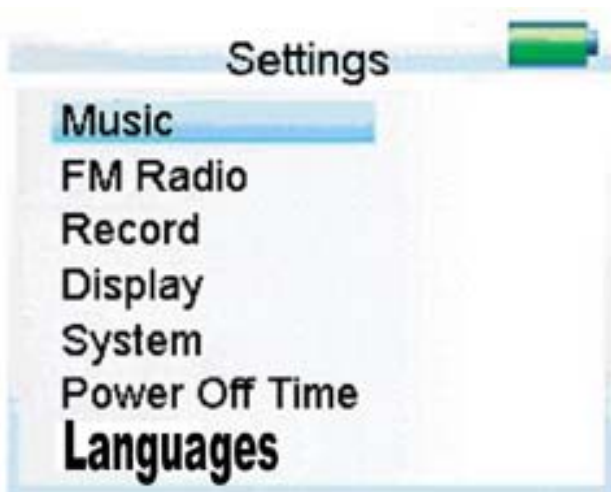 Settings
Music
FM Radio
Record
Display
System
Power Off Time
Languages